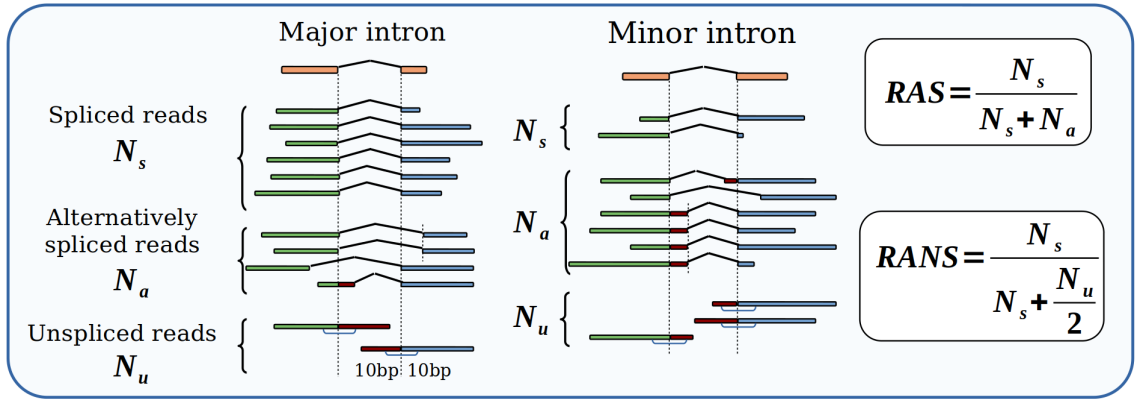 Major intron
Minor intron
Spliced reads
N_s
Alternatively
spliced reads
N_a
Unspliced reads
N_u
10bp 10bp
N_s
N_a
N_u
RAS = N_s / (N_s + N_a)
RANS = N_s / (N_s + N_u / 2)